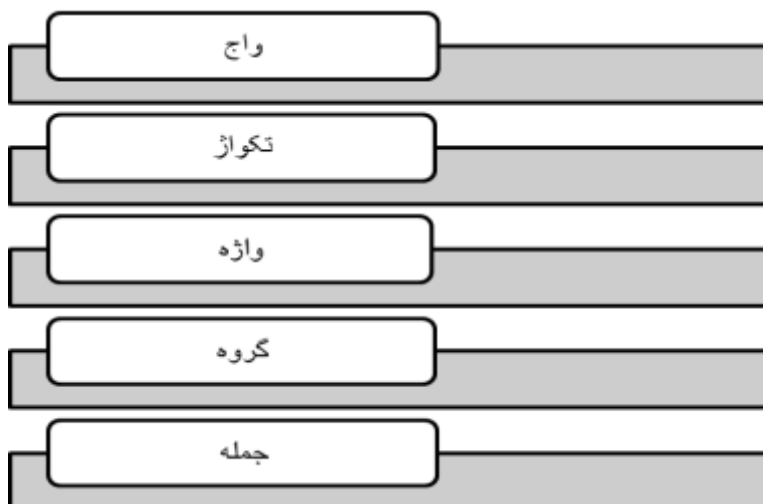 واج
تکواژ
واژه
گروه
جمله